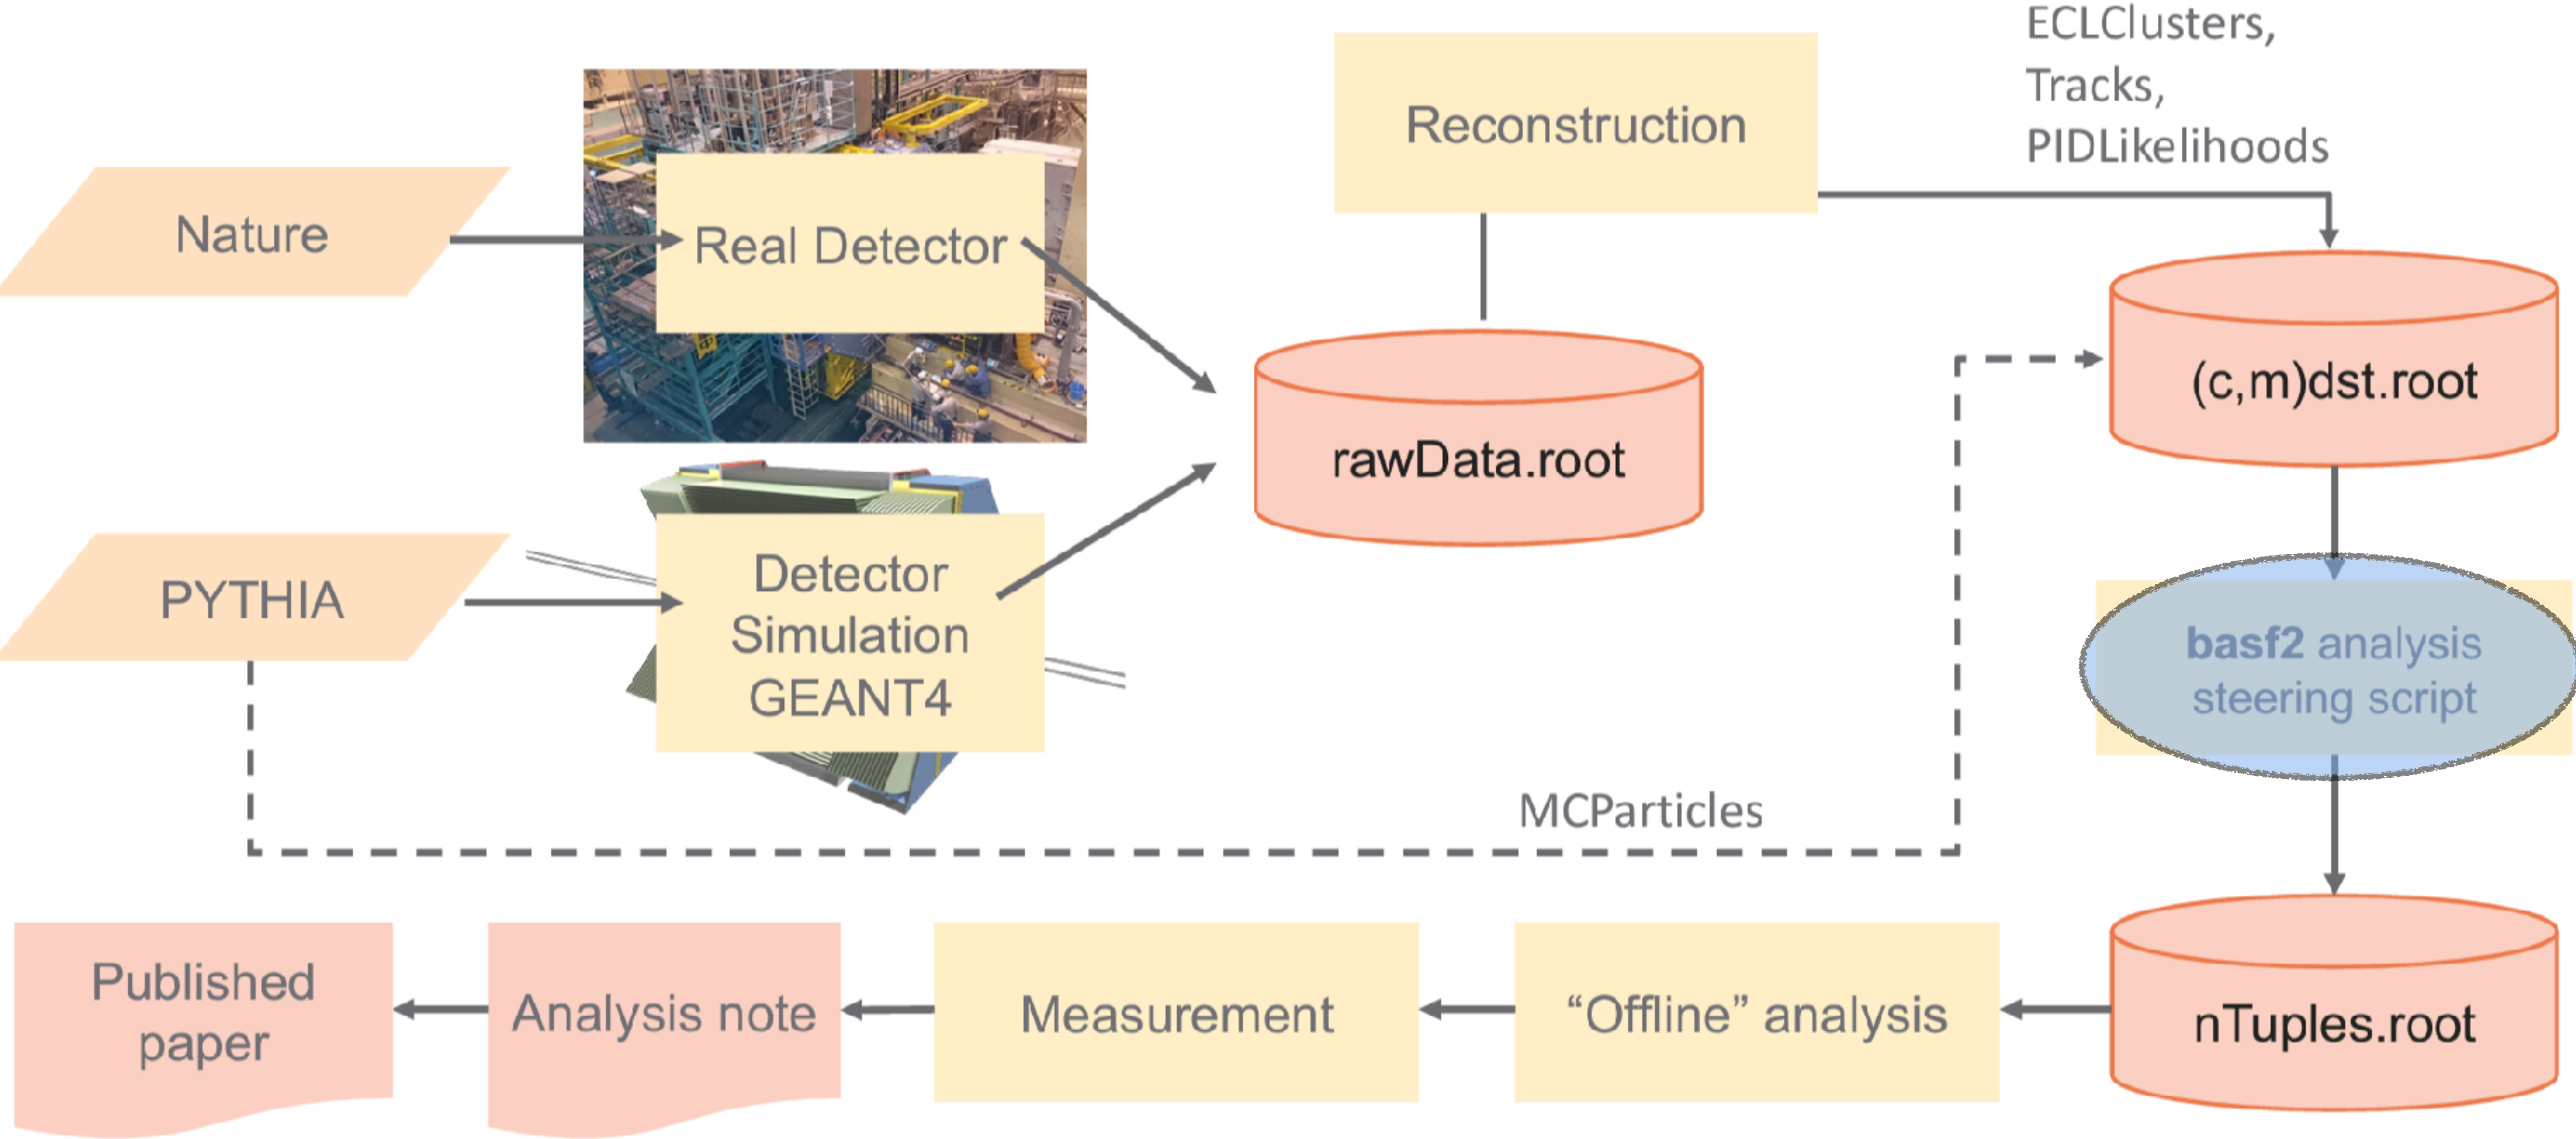 ECLClusters,
Tracks,
PIDLikelihoods
Reconstruction
Nature
Real Detector
(c,m)dst.root
rawData.root
PYTHIA
Detector
Simulation
GEANT4
basf2 analysis
steering script
MCParticles
Published
paper
Analysis note
Measurement
“Offline” analysis
nTuples.root